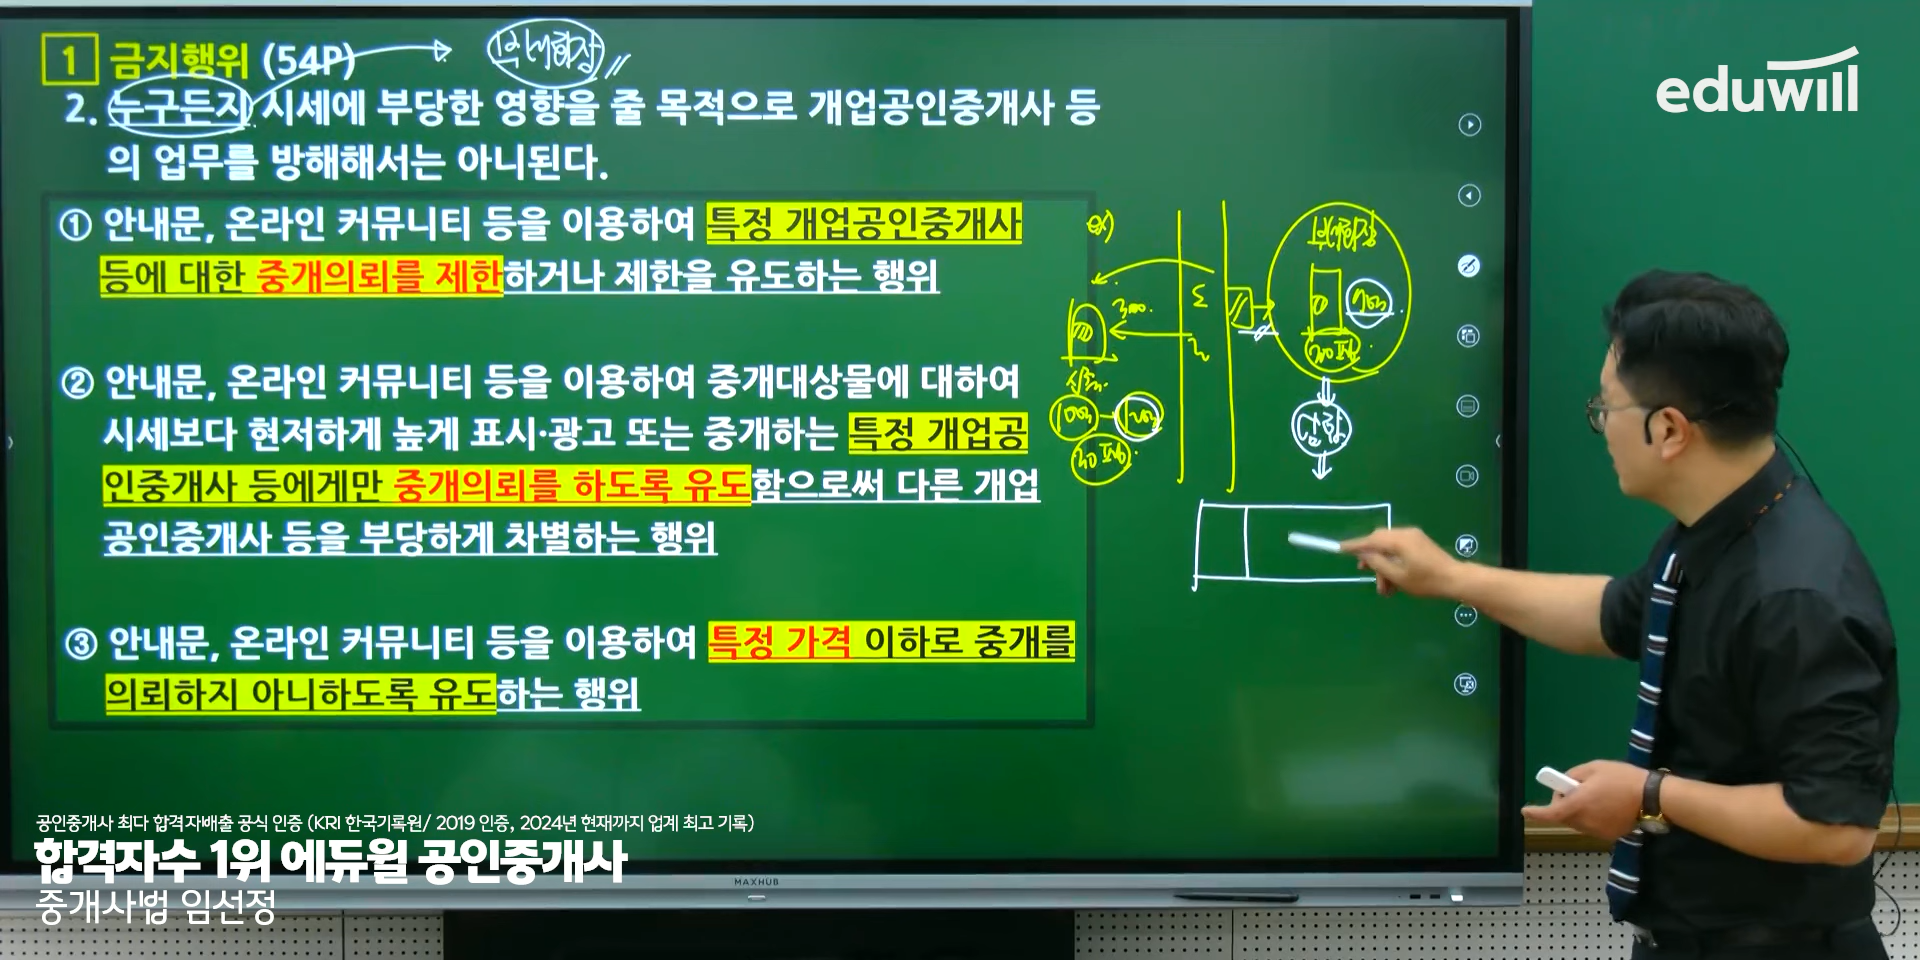 1 금지행위 (54P)
2. 누구든지 시세에 부당한 영향을 줄 목적으로 개업공인중개사 등
의 업무를 방해해서는 아니된다.
① 안내문, 온라인 커뮤니티 등을 이용하여 특정 개업공인중개사
등에 대한 중개의뢰를 제한하거나 제한을 유도하는 행위
② 안내문, 온라인 커뮤니티 등을 이용하여 중개대상물에 대하여
시세보다 현저하게 높게 표시·광고 또는 중개하는 특정 개업공
인중개사 등에게만 중개의뢰를 하도록 유도함으로써 다른 개업
공인중개사 등을 부당하게 차별하는 행위
③ 안내문, 온라인 커뮤니티 등을 이용하여 특정 가격 이하로 중개를
의뢰하지 아니하도록 유도하는 행위
ex)
eduwill
MAXHUB
공인중개사 최다 합격자배출 공식 인증 (KRI 한국기록원/ 2019 인증, 2024년 현재까지 업계 최고 기록)
합격자수 1위 에듀윌 공인중개사
중개사법 임선정